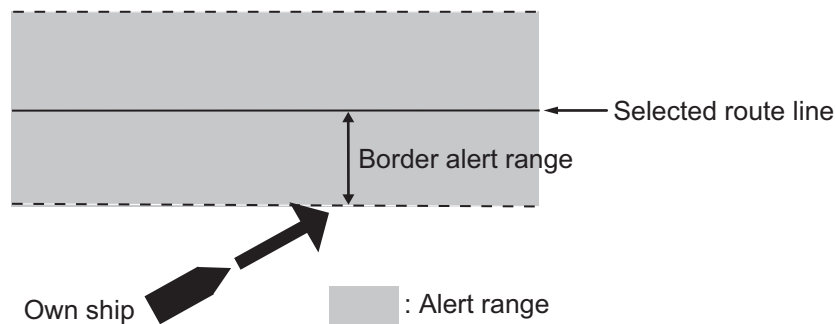 Selected route line
Border alert range
Own ship
: Alert range